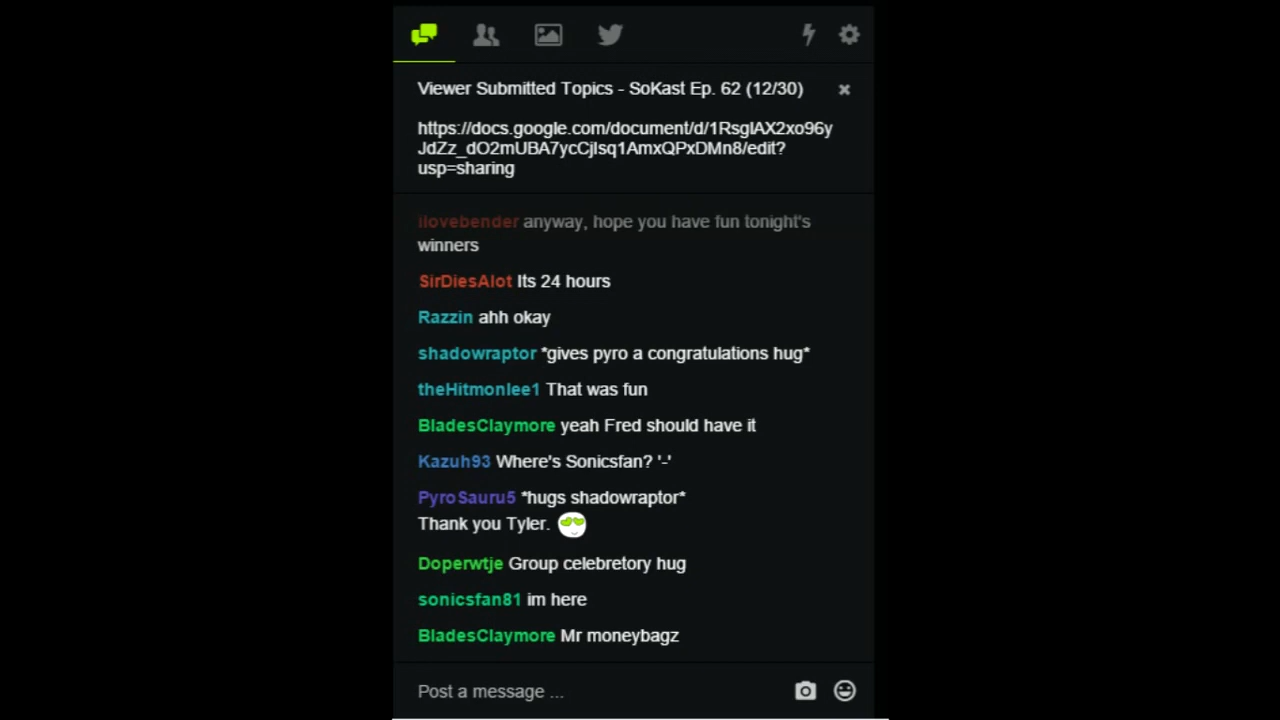 Viewer Submitted Topics - SoKast Ep. 62 (12/30)
https://docs.google.com/document/d/1RsglAX2xo96y
JdZz_dO2mUBA7ycCjlsq1AmxQPxDMn8/edit?
usp=sharing
ilovebender anyway, hope you have fun tonight's
winners
SirDiesAlot Its 24 hours
Razzin ahh okay
shadowraptor *gives pyro a congratulations hug*
theHitmonlee1 That was fun
BladesClaymore yeah Fred should have it
Kazuh93 Where's Sonicsfan? '-'
PyroSauru5 *hugs shadowraptor*
Thank you Tyler.
Doperwtje Group celebretory hug
sonicsfan81 im here
BladesClaymore Mr moneybagz
Post a message ...